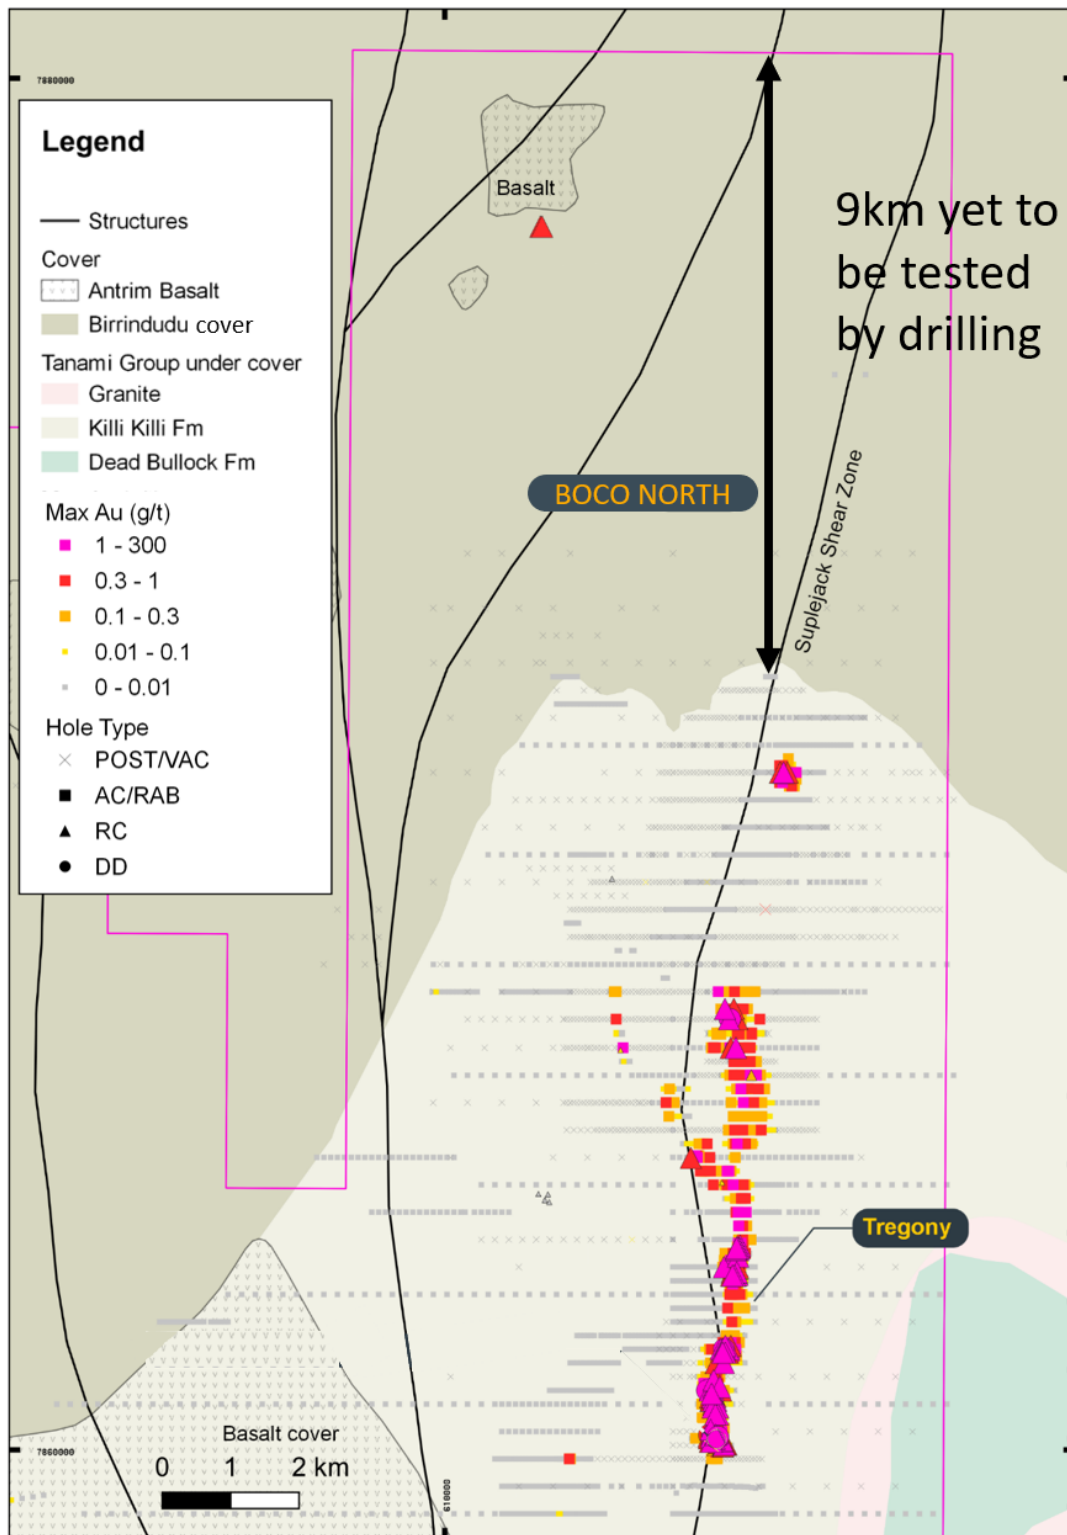 7880000
Legend
Structures
Cover
Antrim Basalt
Birrindudu cover
Tanami Group under cover
Granite
Killi Killi Fm
Dead Bullock Fm
Max Au (g/t)
1 - 300
0.3 - 1
0.1 - 0.3
0.01 - 0.1
0 - 0.01
Hole Type
POST/VAC
AC/RAB
RC
DD
Basalt
9km yet to
be tested
by drilling
BOCO NORTH
Suplejack Shear Zone
Tregony
Basalt cover
7860000
0 1 2 km
610000